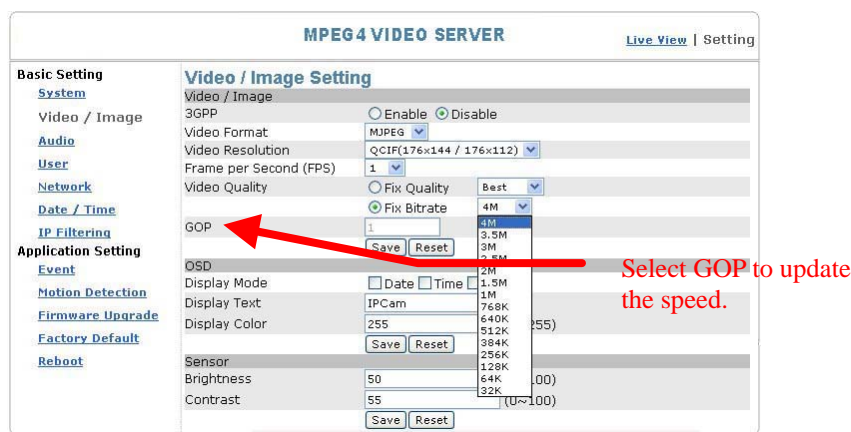 MPEG4 VIDEO SERVER
Live View | Setting
Basic Setting
System
Video / Image
Audio
User
Network
Date / Time
IP Filtering
Application Setting
Event
Motion Detection
Firmware Upgrade
Factory Default
Reboot
Video / Image Setting
Video / Image
3GPP Enable Disable
Video Format MJPEG
Video Resolution QCIF(176x144 / 176x112)
Frame per Second (FPS) 1
Video Quality Fix Quality Best
Fix Bitrate 4M
GOP 1
Save Reset
4M
3.5M
3M
2.5M
2M
1.5M
1M
768K
640K
512K
384K
256K
128K
64K
32K
OSD
Display Mode Date Time
Display Text IPCam
Display Color 255 255)
Save Reset
Sensor
Brightness 50 100)
Contrast 55 (0~100)
Save Reset
Select GOP to update
the speed.